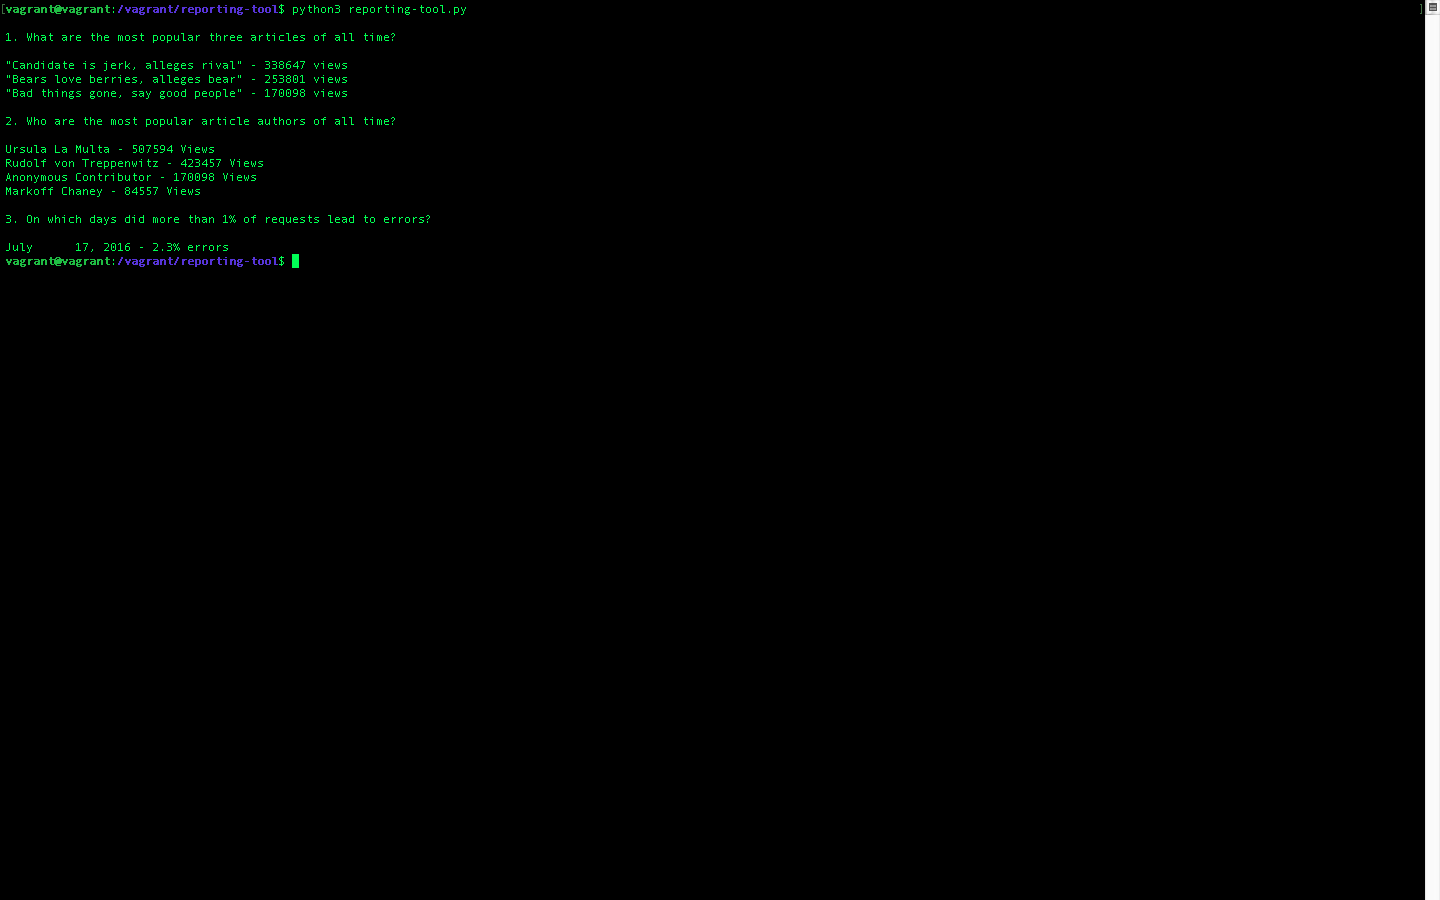 [vagrant@vagrant:/vagrant/reporting-tool$ python3 reporting-tool.py ]
1. What are the most popular three articles of all time?
"Candidate is jerk, alleges rival" - 338647 views
"Bears love berries, alleges bear" - 253801 views
"Bad things gone, say good people" - 170098 views
2. Who are the most popular article authors of all time?
Ursula La Multa - 507594 Views
Rudolf von Treppenwitz - 423457 Views
Anonymous Contributor - 170098 Views
Markoff Chaney - 84557 Views
3. On which days did more than 1% of requests lead to errors?
July      17, 2016 - 2.3% errors
vagrant@vagrant:/vagrant/reporting-tool$